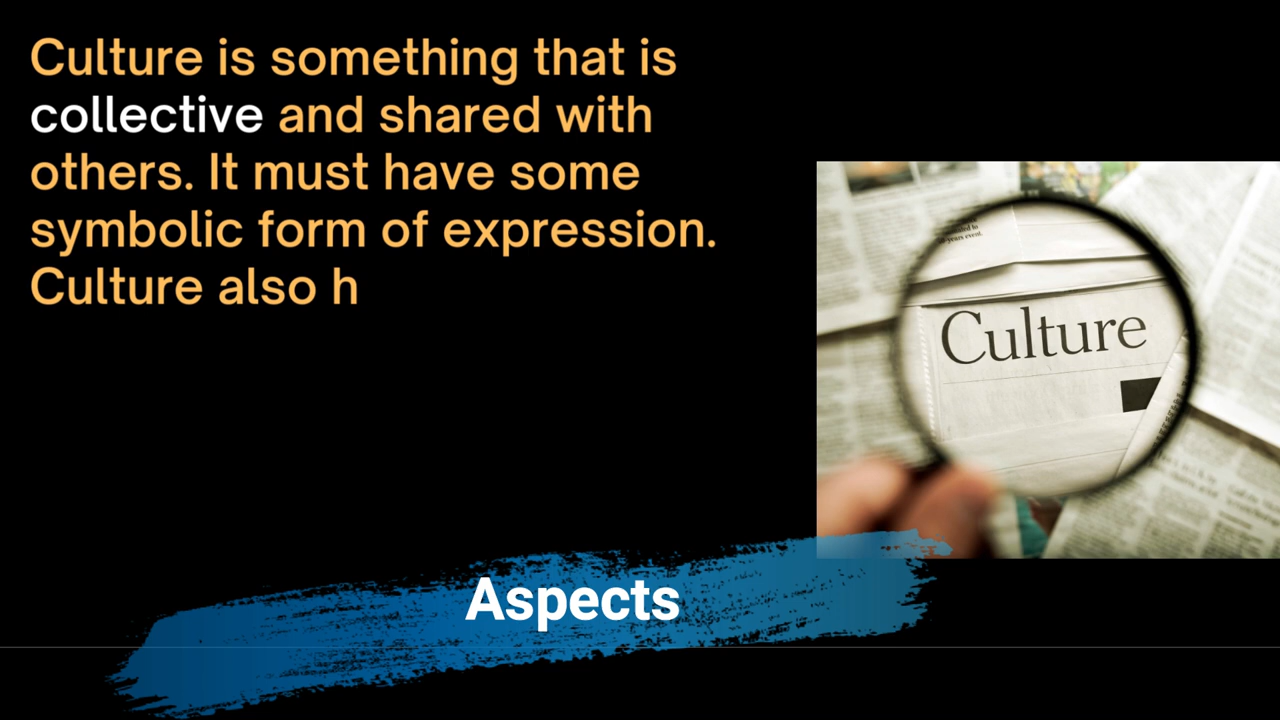 Culture is something that is
collective and shared with
others. It must have some
symbolic form of expression.
Culture also h
Culture
Aspects